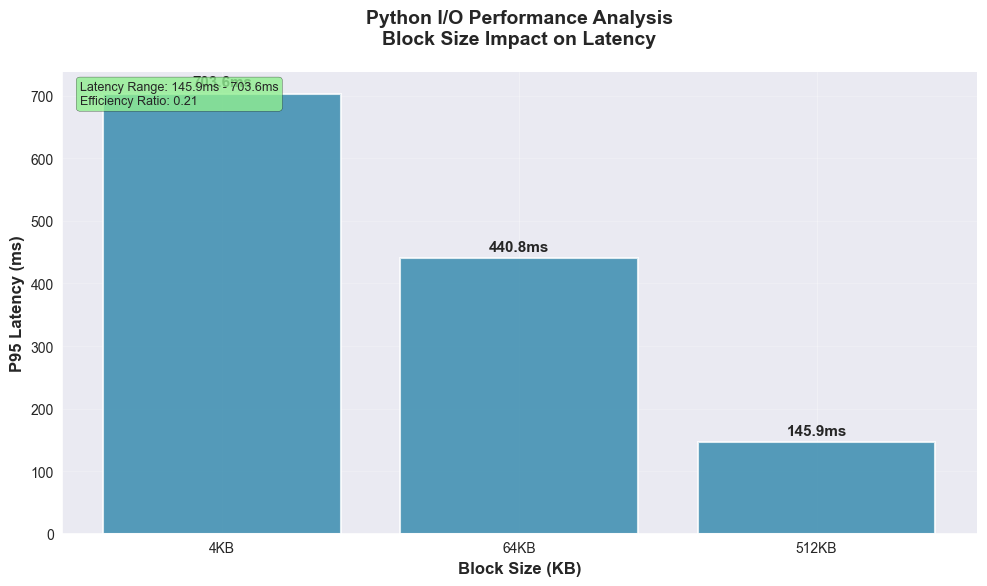 Python I/O Performance Analysis
Block Size Impact on Latency
703.6ms
Latency Range: 145.9ms - 703.6ms
Efficiency Ratio: 0.21
700
600
500
400
300
200
100
0
P95 Latency (ms)
440.8ms
145.9ms
4KB
64KB
512KB
Block Size (KB)